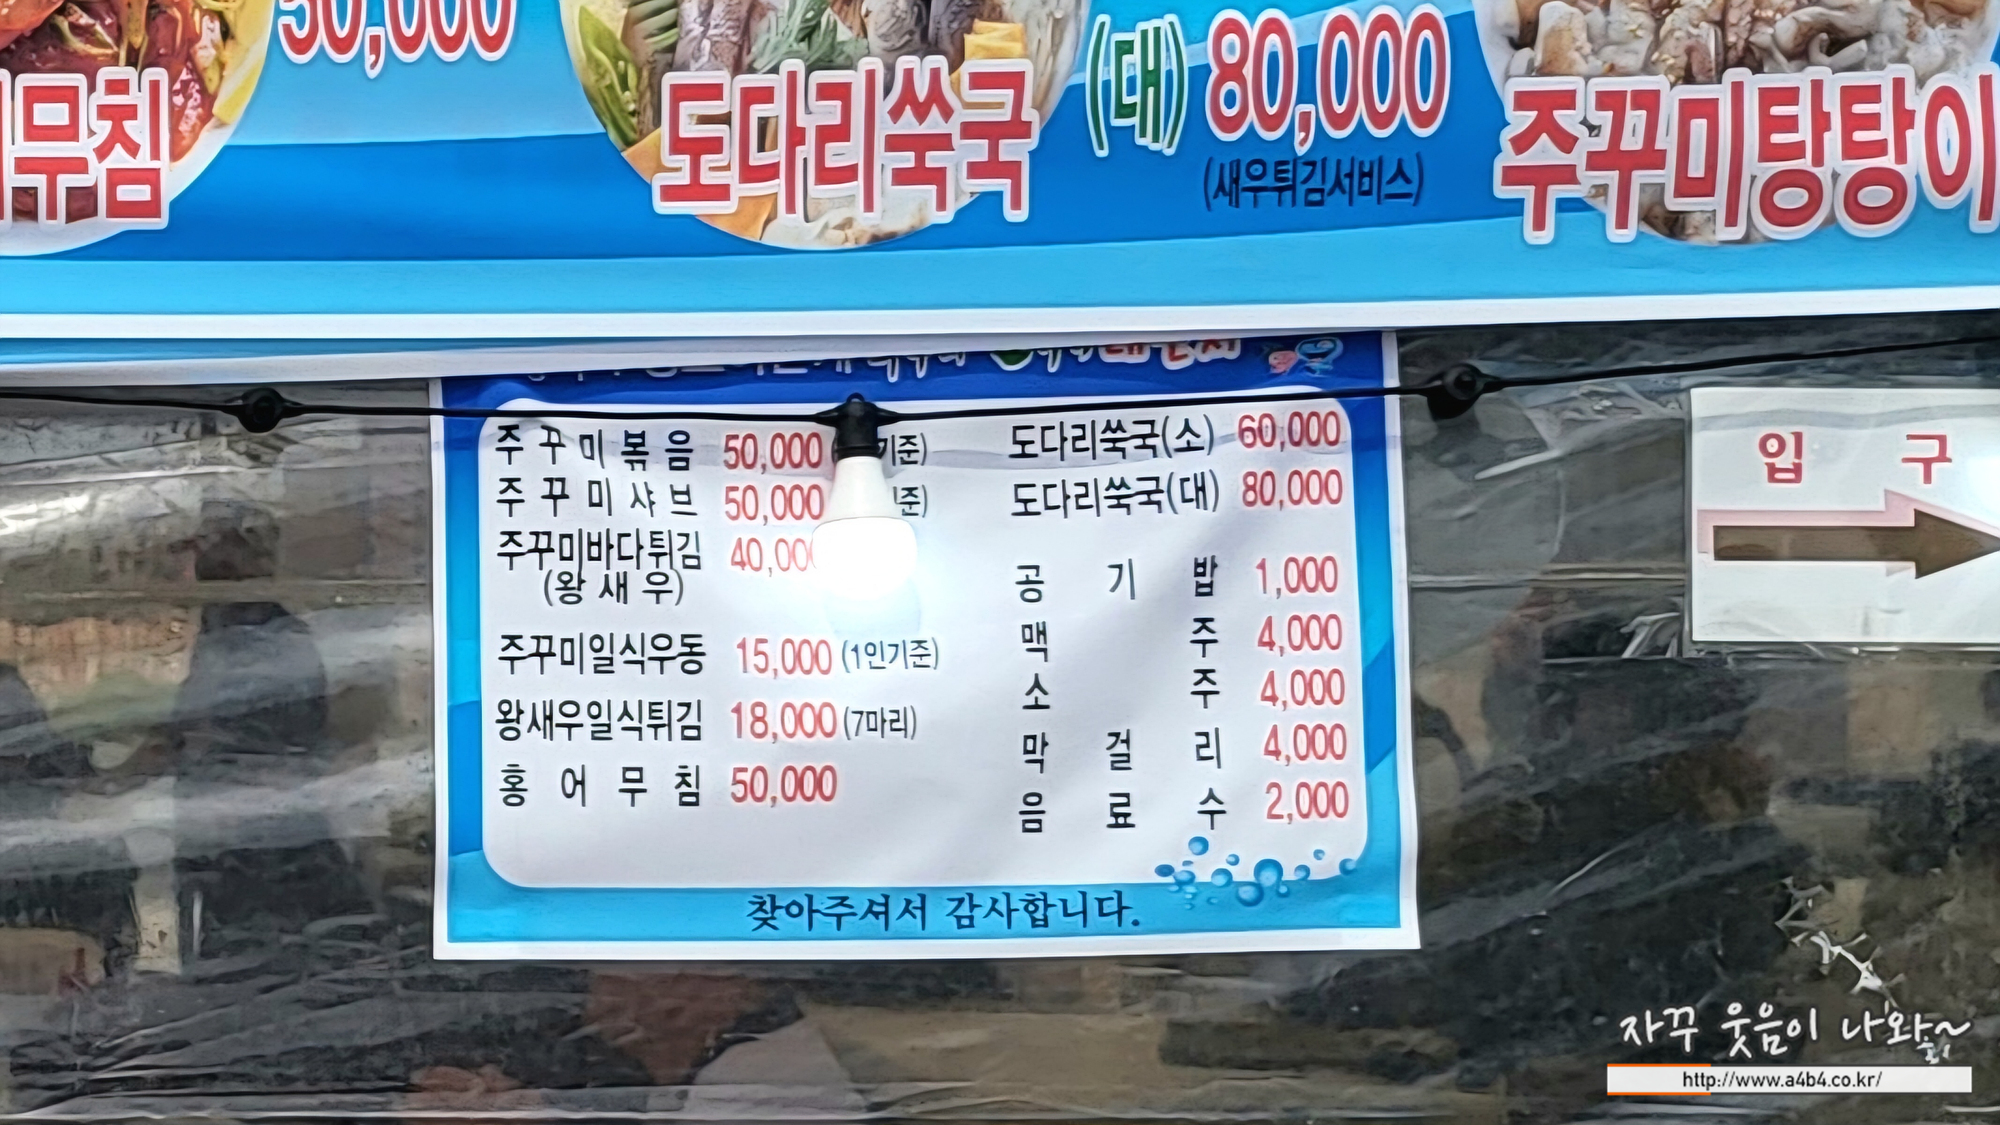 50,000
무침
도다리쑥국
(대) 80,000
(새우튀김서비스)
주꾸미탕탕이
주꾸미볶음 50,000 기준)
주꾸미샤브 50,000 준)
주꾸미바다튀김 40,000
(왕새우)
주꾸미일식우동 15,000 (1인기준)
왕새우일식튀김 18,000 (7마리)
홍어무침 50,000
도다리쑥국(소) 60,000
도다리쑥국(대) 80,000
공기밥 1,000
맥주 4,000
소주 4,000
막걸리 4,000
음료수 2,000
찾아주셔서 감사합니다.
입구
자꾸 웃음이 나와~
http://www.a4b4.co.kr/